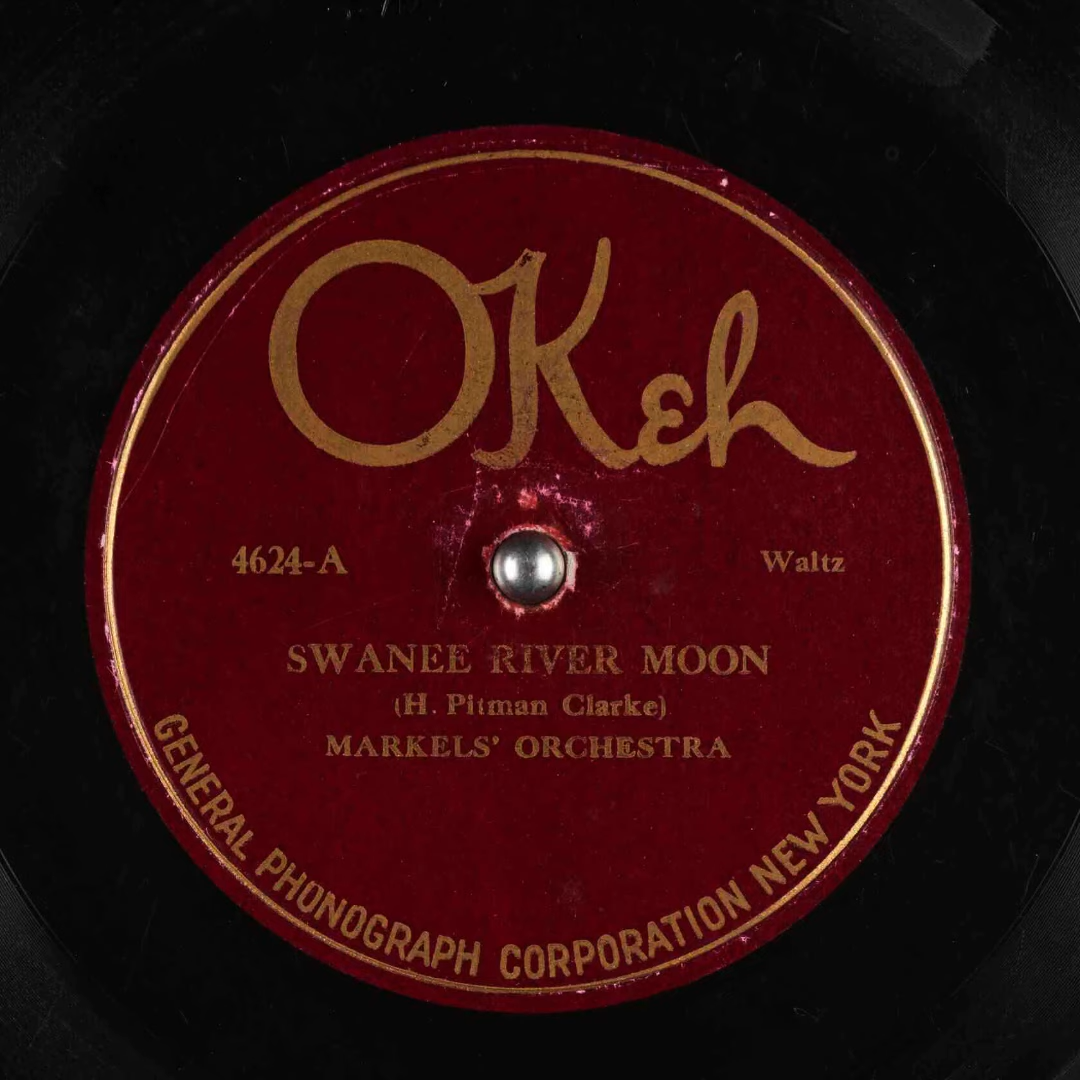 OKeh
4624-A
Waltz
SWANEE RIVER MOON
(H. Pitman Clarke)
MARKELS' ORCHESTRA
GENERAL PHONOGRAPH CORPORATION NEW YORK